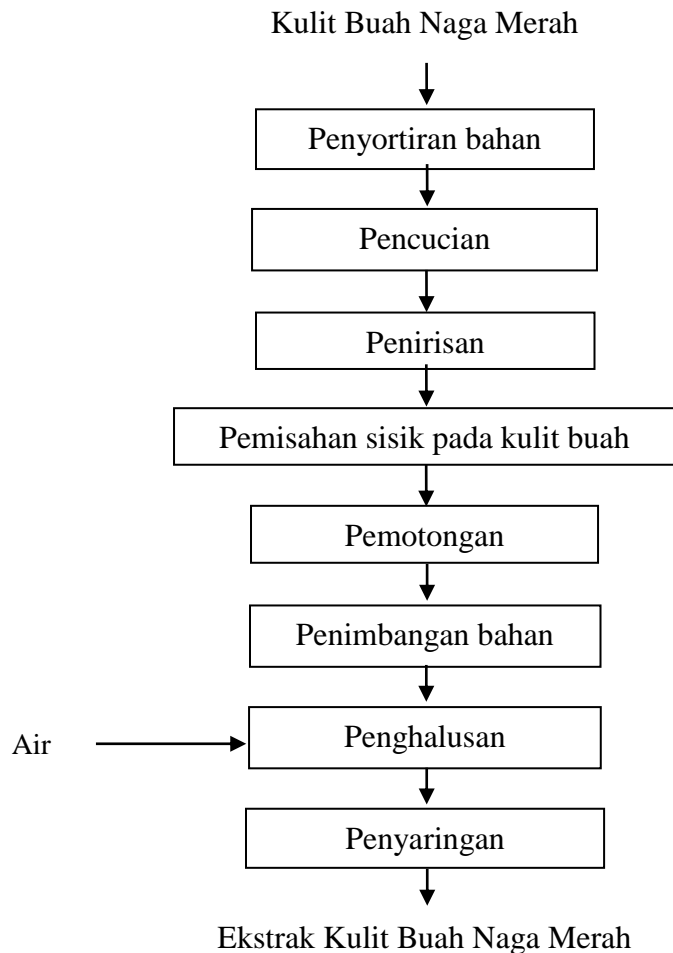 Kulit Buah Naga Merah
Penyortiran bahan
Pencucian
Penirisan
Pemisahan sisik pada kulit buah
Pemotongan
Penimbangan bahan
Air
Penghalusan
Penyaringan
Ekstrak Kulit Buah Naga Merah